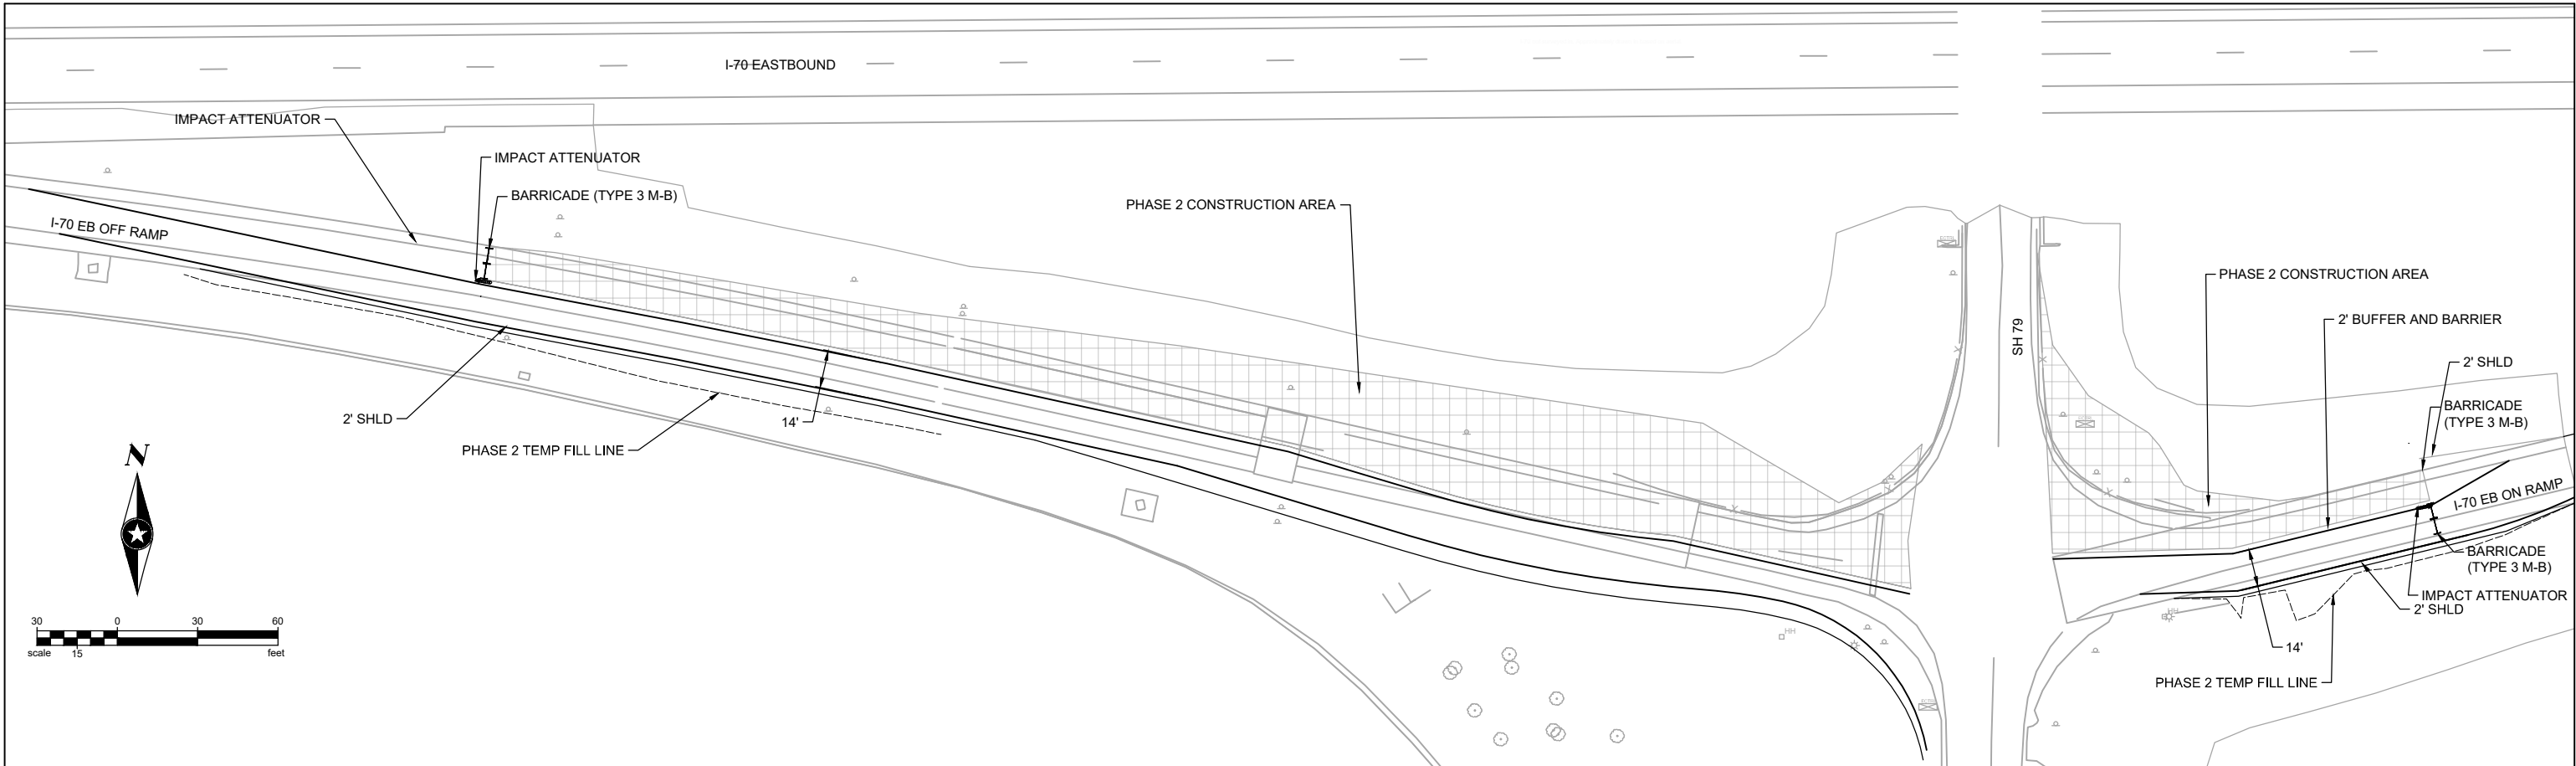 I-70 EASTBOUND
IMPACT ATTENUATOR
IMPACT ATTENUATOR
BARRICADE (TYPE 3 M-B)
PHASE 2 CONSTRUCTION AREA
I-70 EB OFF RAMP
PHASE 2 CONSTRUCTION AREA
SH 79
2' BUFFER AND BARRIER
2' SHLD
BARRICADE
(TYPE 3 M-B)
2' SHLD
14'
PHASE 2 TEMP FILL LINE
N
I-70 EB ON RAMP
BARRICADE
(TYPE 3 M-B)
IMPACT ATTENUATOR
2' SHLD
HH
HH
14'
PHASE 2 TEMP FILL LINE
30 0 30 60
scale 15 feet